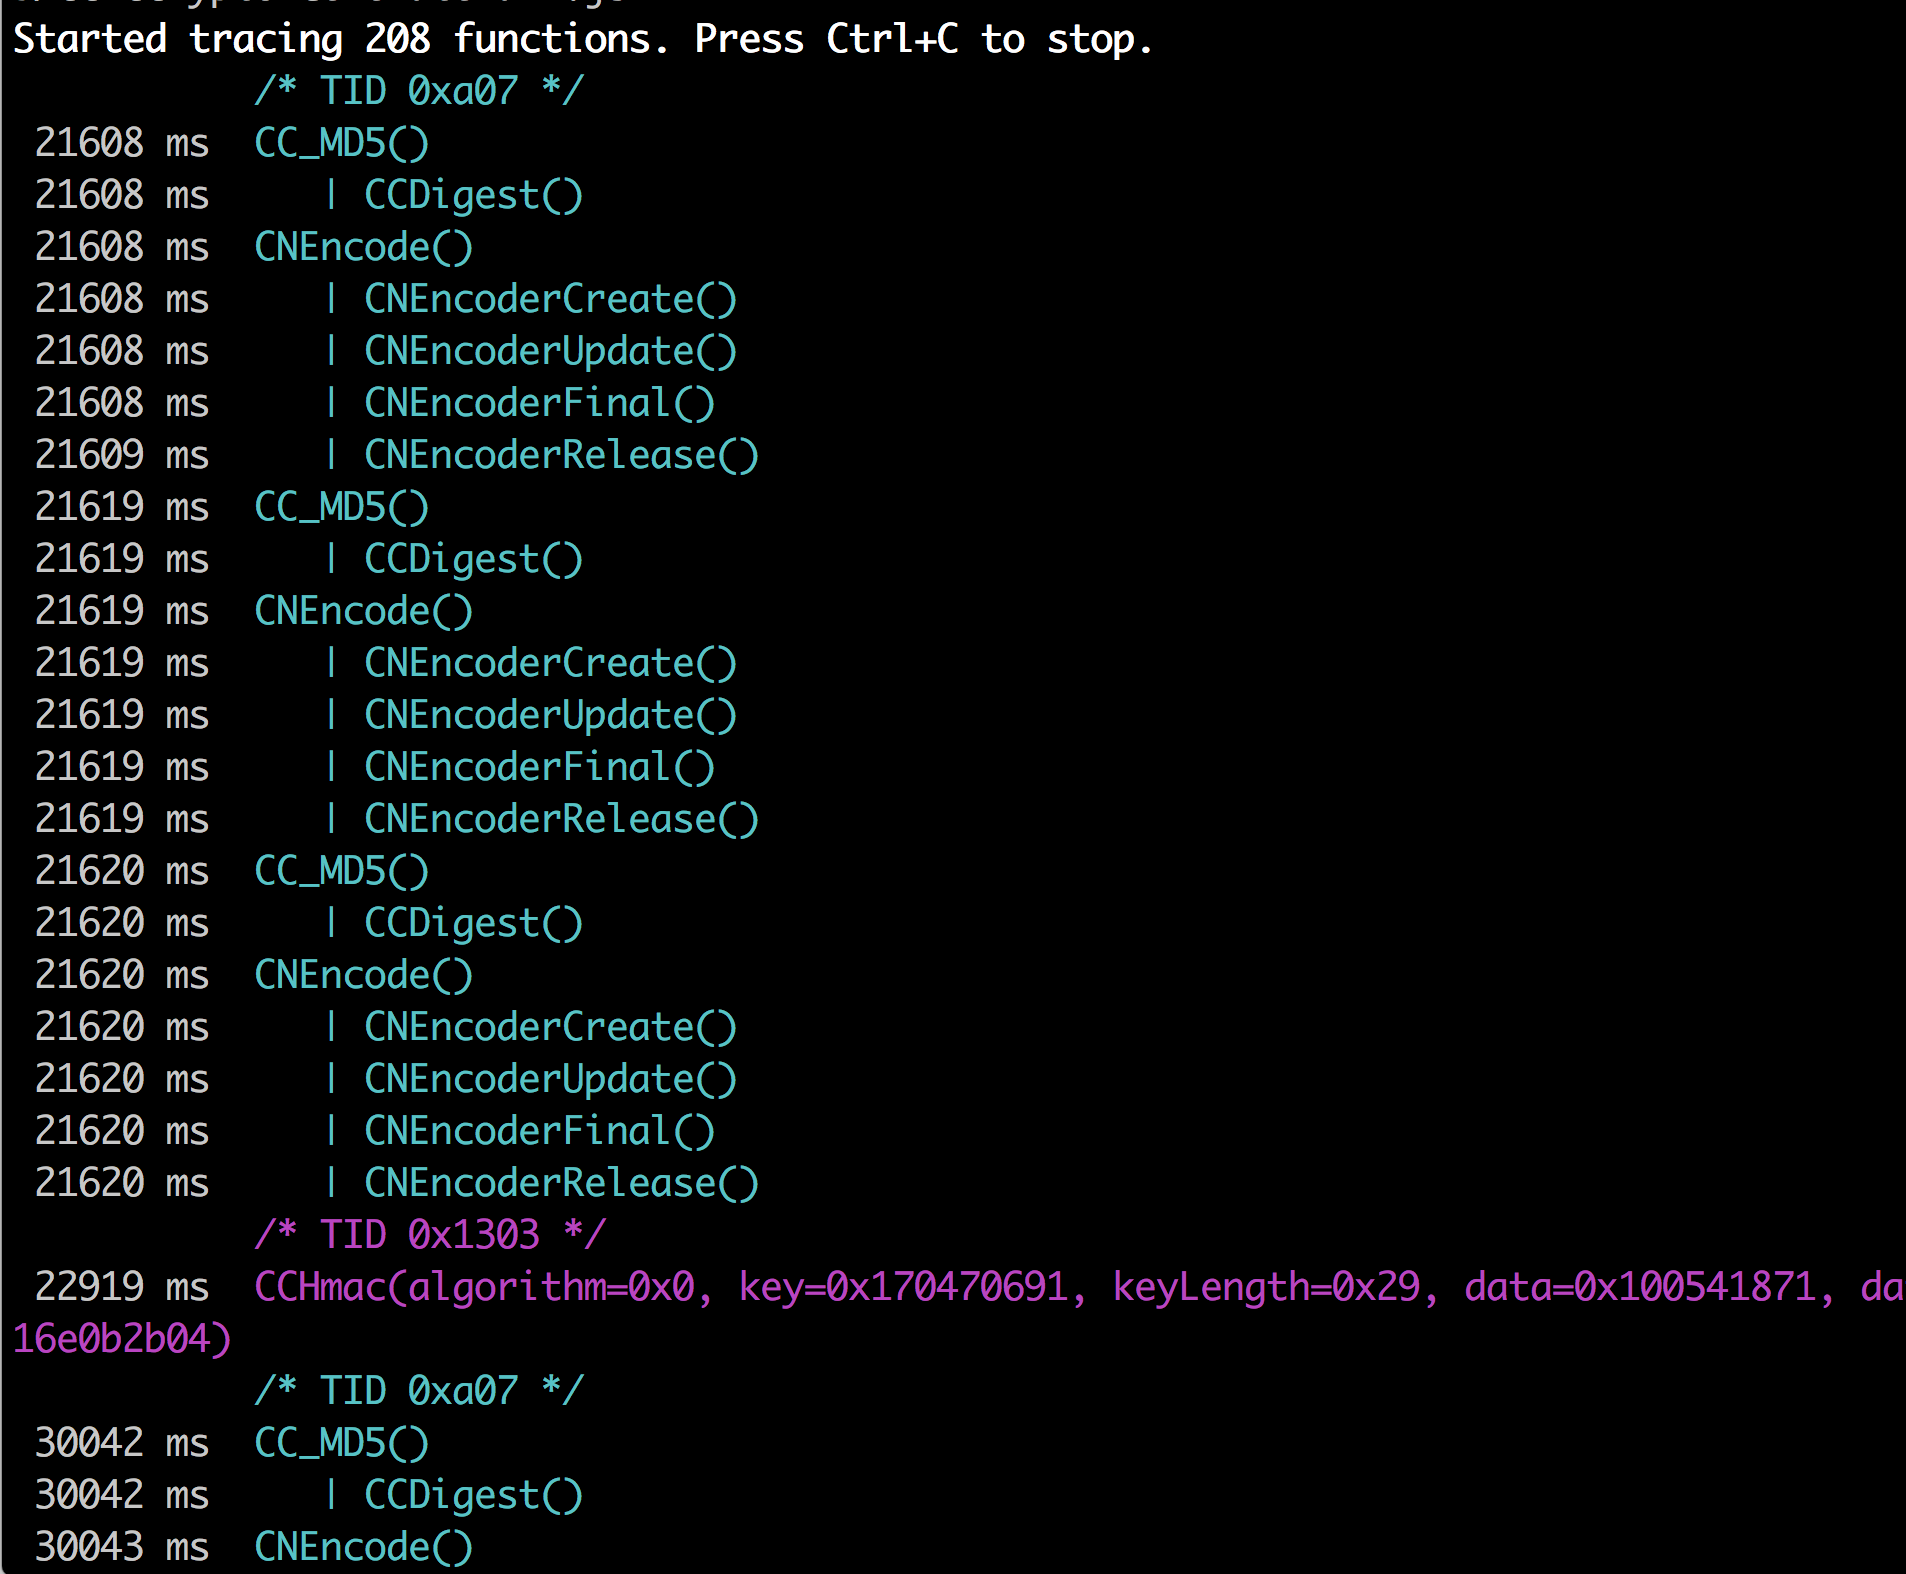 Started tracing 208 functions. Press Ctrl+C to stop.
/* TID 0xa07 */
21608 ms CC_MD5()
21608 ms | CCDigest()
21608 ms CNEncode()
21608 ms | CNEncoderCreate()
21608 ms | CNEncoderUpdate()
21608 ms | CNEncoderFinal()
21609 ms | CNEncoderRelease()
21619 ms CC_MD5()
21619 ms | CCDigest()
21619 ms CNEncode()
21619 ms | CNEncoderCreate()
21619 ms | CNEncoderUpdate()
21619 ms | CNEncoderFinal()
21619 ms | CNEncoderRelease()
21620 ms CC_MD5()
21620 ms | CCDigest()
21620 ms CNEncode()
21620 ms | CNEncoderCreate()
21620 ms | CNEncoderUpdate()
21620 ms | CNEncoderFinal()
21620 ms | CNEncoderRelease()
/* TID 0x1303 */
22919 ms CCHmac(algorithm=0x0, key=0x170470691, keyLength=0x29, data=0x100541871, da
16e0b2b04)
/* TID 0xa07 */
30042 ms CC_MD5()
30042 ms | CCDigest()
30043 ms CNEncode()